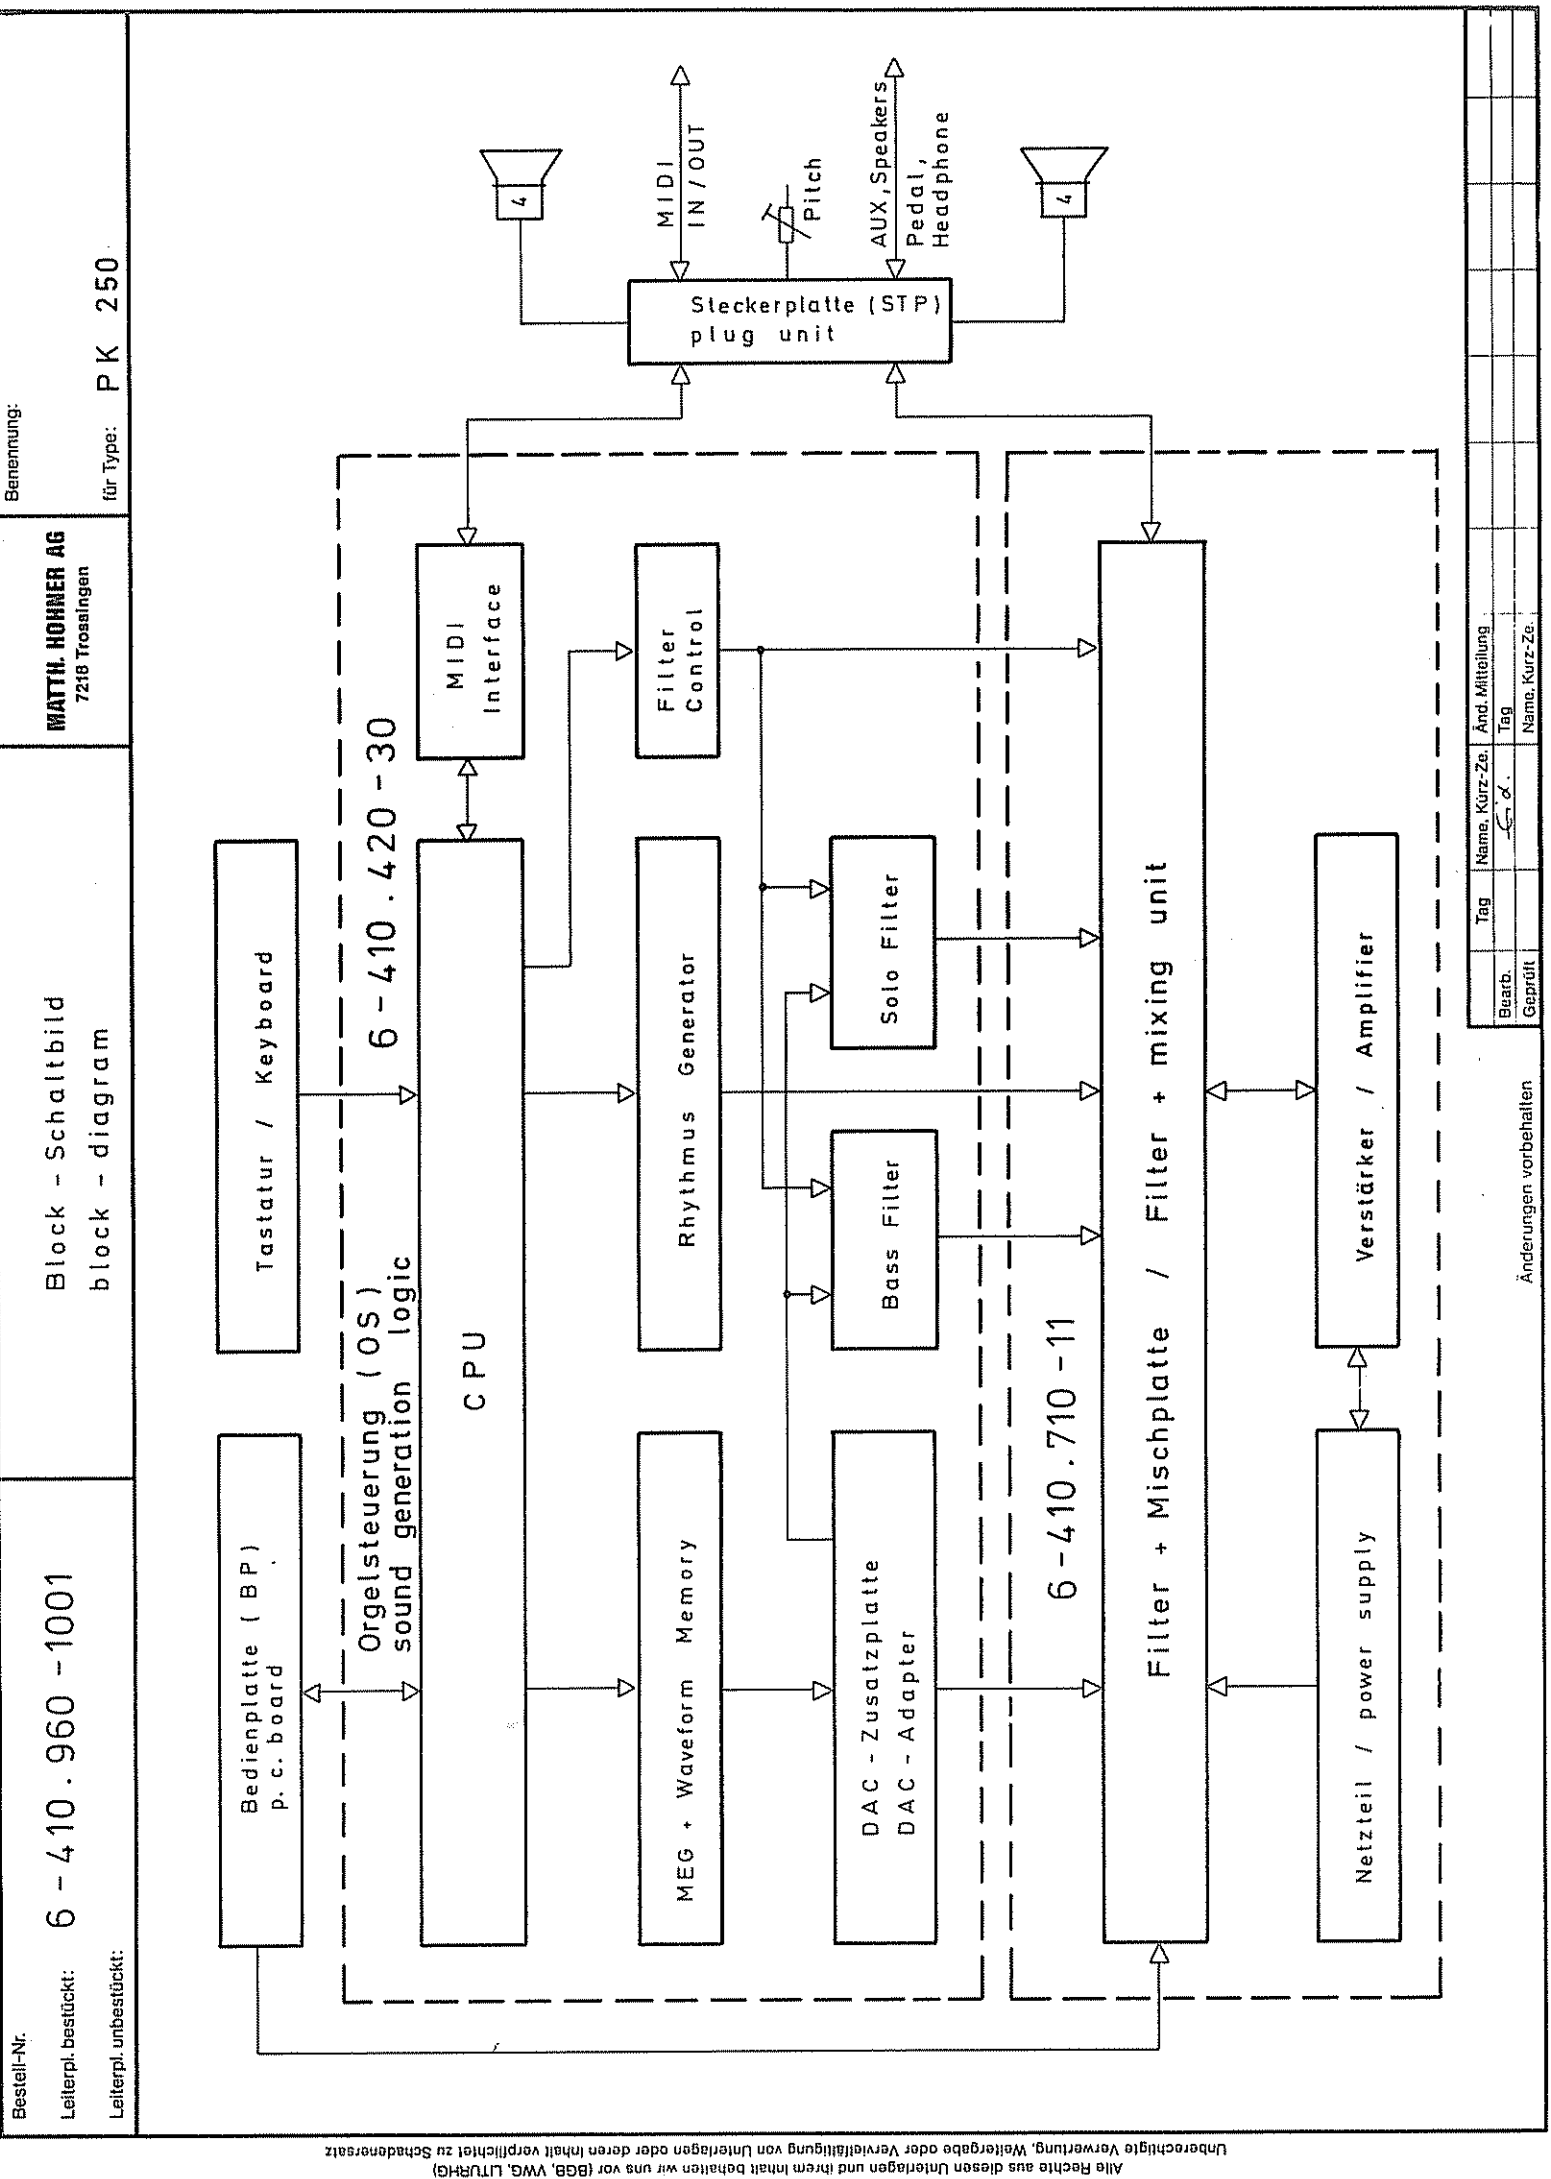 Bestell-Nr.
Leiterpl. bestückt: 6 - 410 . 960 - 1001
Leiterpl. unbestückt:
Block - Schaltbild
block - diagram
MATTH. HOHNER AG
7218 Trossingen
Benennung:
für Type: PK 250
Bedienplatte ( BP )
p. c. board
Tastatur / Keyboard
Orgelsteuerung ( OS )
sound generation logic
6 - 410 . 420 - 30
CPU
MIDI
Interface
MEG + Waveform Memory
Rhythmus Generator
Filter
Control
DAC - Zusatzplatte
DAC - Adapter
Bass Filter
Solo Filter
6 - 410 . 710 - 11
Filter + Mischplatte / Filter + mixing unit
Netzteil / power supply
Verstärker / Amplifier
Steckerplatte ( STP )
plug unit
4
MIDI
IN / OUT
Pitch
AUX, Speakers
Pedal,
Headphone
4
Tag Name, Kurz-Ze. Änd. Mitteilung
Bearb. Tag
Geprüft Name, Kurz-Ze.
Änderungen vorbehalten
Alle Rechte aus diesen Unterlagen und ihrem Inhalt behalten wir uns vor (BGB, VWG, LITURHG)
Unberechtigte Verwertung, Weitergabe oder Vervielfältigung von Unterlagen oder deren Inhalt verpflichtet zu Schadenersatz